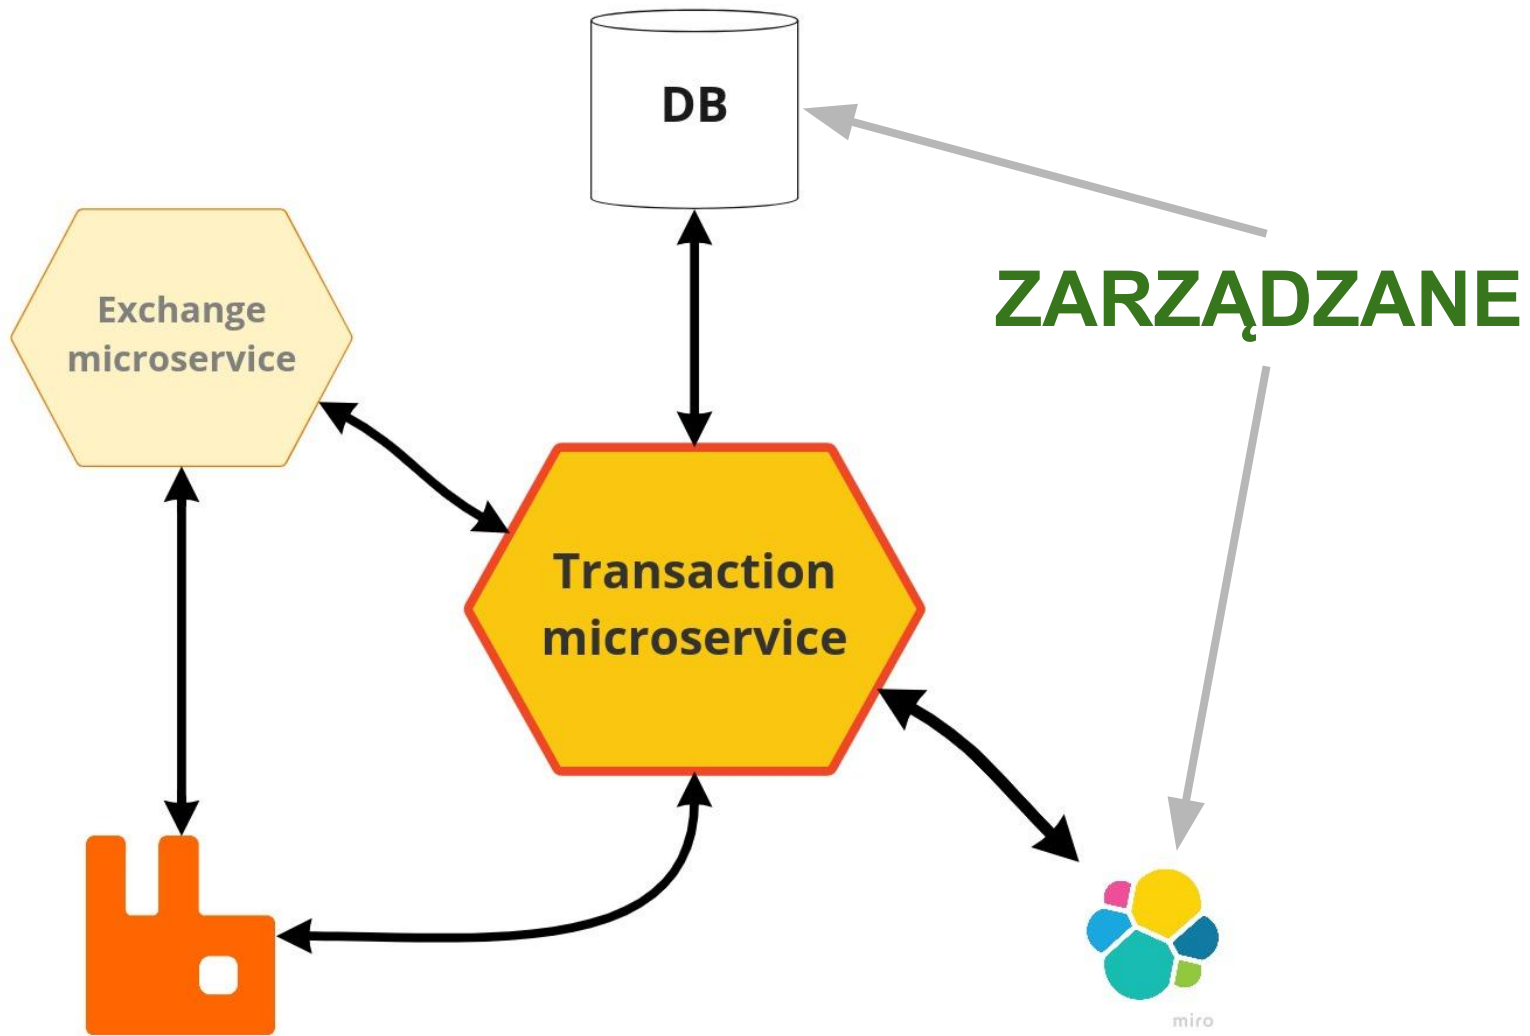 DB
ZARZĄDZANE
Exchange
microservice
Transaction
microservice
miro